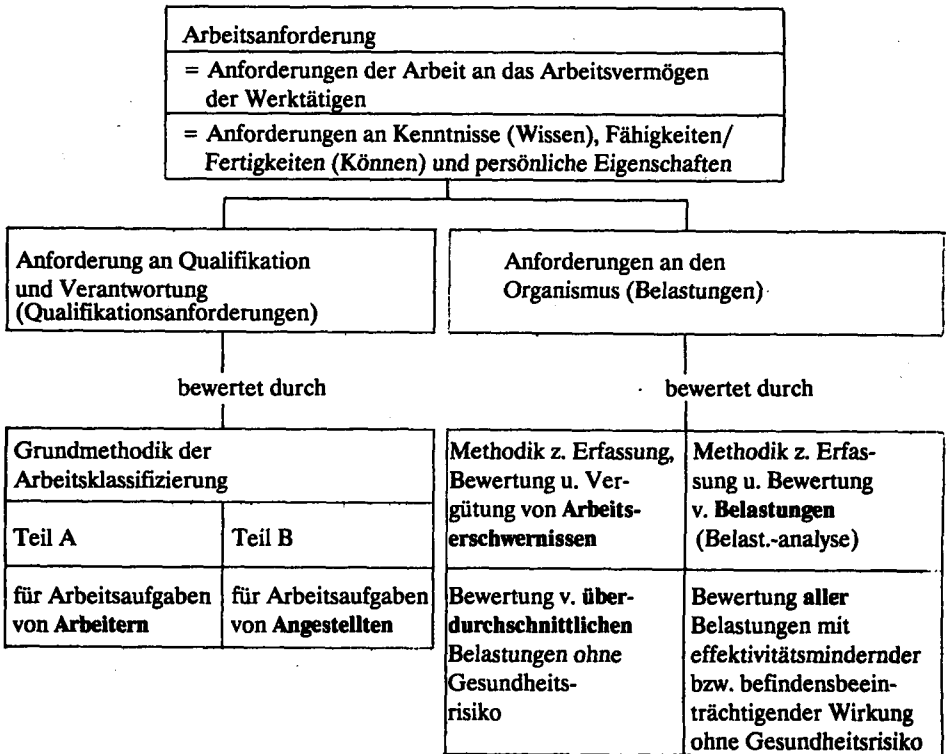 Arbeitsanforderung
= Anforderungen der Arbeit an das Arbeitsvermögen
der Werktätigen
= Anforderungen an Kenntnisse (Wissen), Fähigkeiten/
Fertigkeiten (Können) und persönliche Eigenschaften
Anforderung an Qualifikation
und Verantwortung
(Qualifikationsanforderungen)
Anforderungen an den
Organismus (Belastungen)
bewertet durch
bewertet durch
Grundmethodik der
Arbeitsklassifizierung
Teil A
Teil B
für Arbeitsaufgaben
von Arbeitern
für Arbeitsaufgaben
von Angestellten
Methodik z. Erfassung,
Bewertung u. Ver-
gütung von Arbeits-
erschwernissen
Methodik z. Erfas-
sung u. Bewertung
v. Belastungen
(Belast.-analyse)
Bewertung v. über-
durchschnittlichen
Belastungen ohne
Gesundheits-
risiko
Bewertung aller
Belastungen mit
effektivitätsmindernder
bzw. befindensbeein-
trächtigender Wirkung
ohne Gesundheitsrisiko